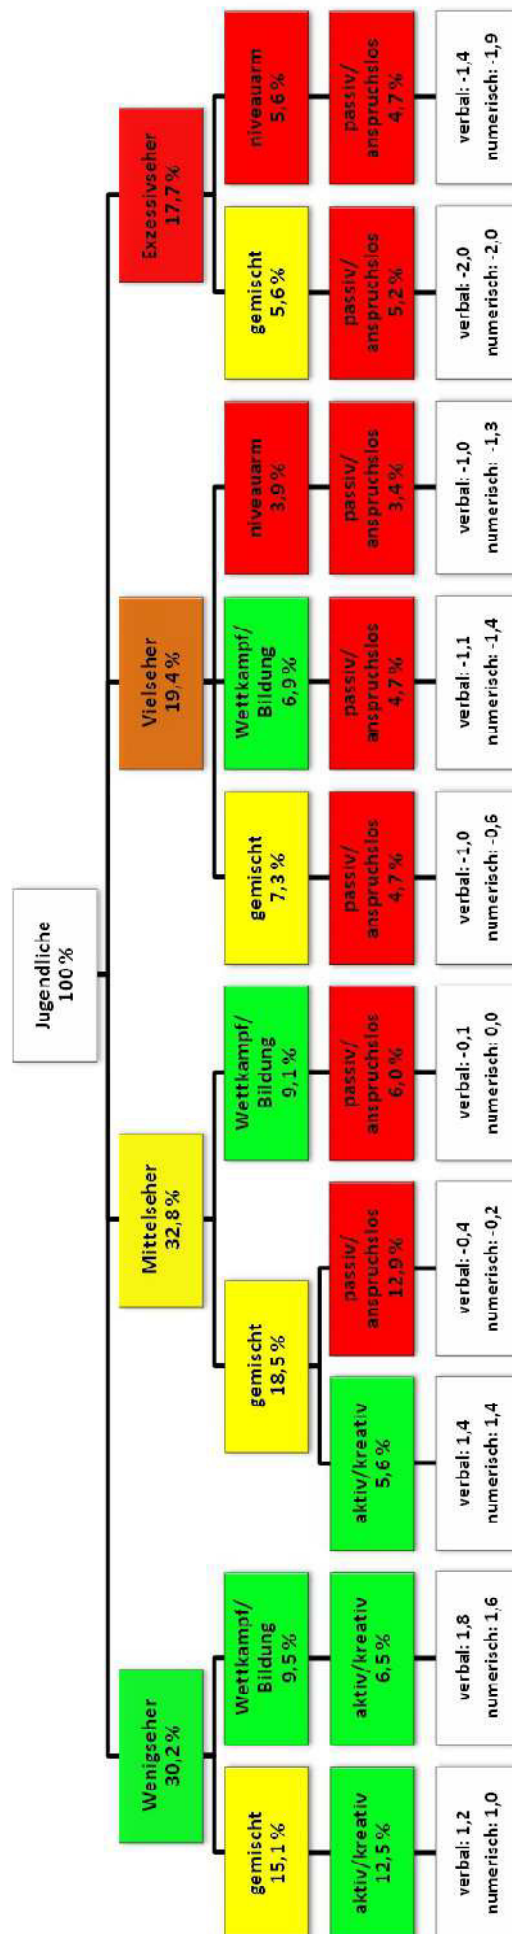 Jugendliche
100%
Wenigseher
30,2%
Mittelseher
32,8%
Vielseher
19,4%
Exzessivseher
17,7%
gemischt
15,1%
Wettkampf/
Bildung
9,5%
gemischt
18,5%
Wettkampf/
Bildung
9,1%
gemischt
7,3%
Wettkampf/
Bildung
6,9%
niveauarm
3,9%
gemischt
5,6%
niveauarm
5,6%
aktiv/kreativ
12,5%
aktiv/kreativ
6,5%
aktiv/kreativ
5,6%
passiv/
anspruchslos
12,9%
passiv/
anspruchslos
6,0%
passiv/
anspruchslos
4,7%
passiv/
anspruchslos
4,7%
passiv/
anspruchslos
3,4%
passiv/
anspruchslos
5,2%
passiv/
anspruchslos
4,7%
verbal: 1,2
numerisch: 1,0
verbal: 1,8
numerisch: 1,6
verbal: 1,4
numerisch: 1,4
verbal: -0,4
numerisch: -0,2
verbal: -0,1
numerisch: 0,0
verbal: -1,0
numerisch: -0,6
verbal: -1,1
numerisch: -1,4
verbal: -1,0
numerisch: -1,3
verbal: -2,0
numerisch: -2,0
verbal: -1,4
numerisch: -1,9